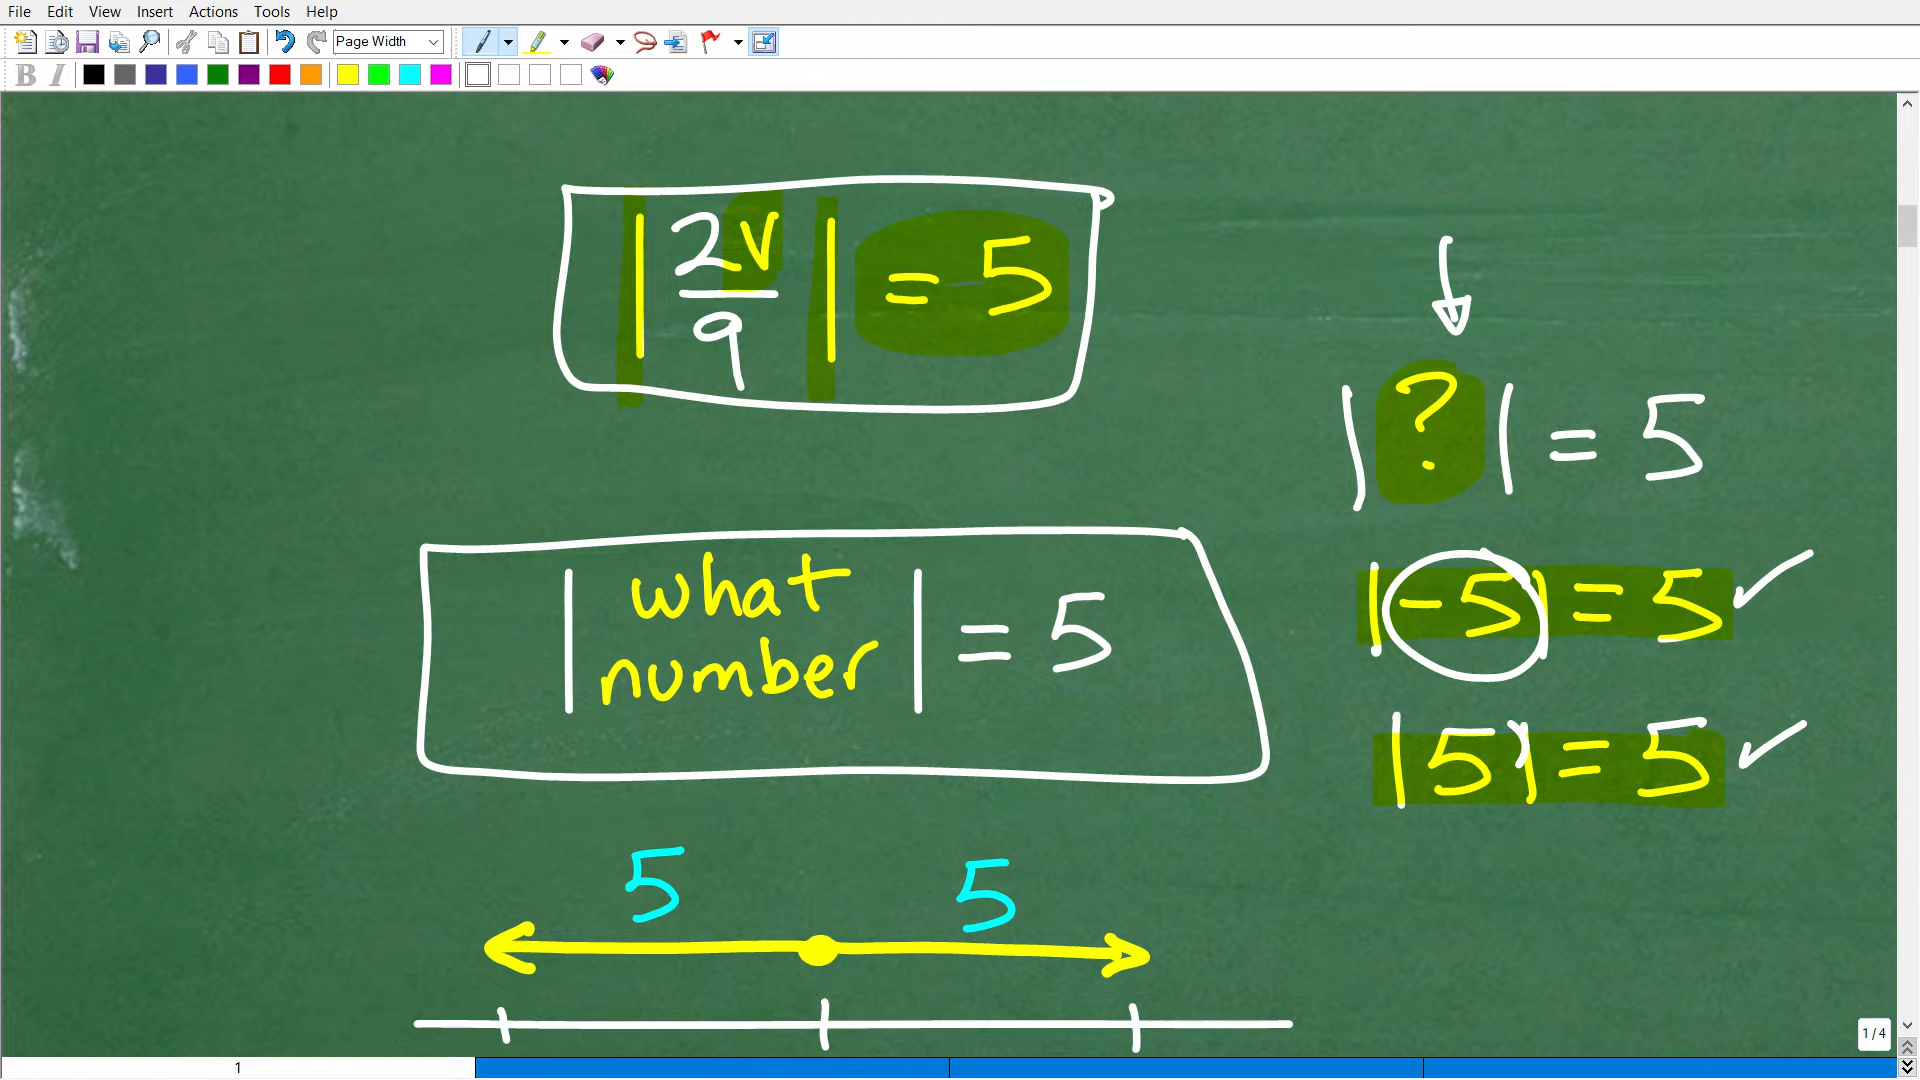 File Edit View Insert Actions Tools Help
Page Width
B I
|2v/9| = 5
|?| = 5
|what number| = 5
|-5| = 5 ✓
|5| = 5 ✓
5 5
1 / 4
1